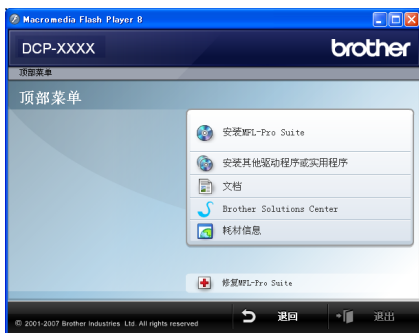 Macromedia Flash Player 8
DCP-XXXX
brother
顶部菜单
顶部菜单
安装MFL-Pro Suite
安装其他驱动程序或实用程序
文档
Brother Solutions Center
耗材信息
修复MFL-Pro Suite
© 2001-2007 Brother Industries Ltd. All rights reserved
退回
退出